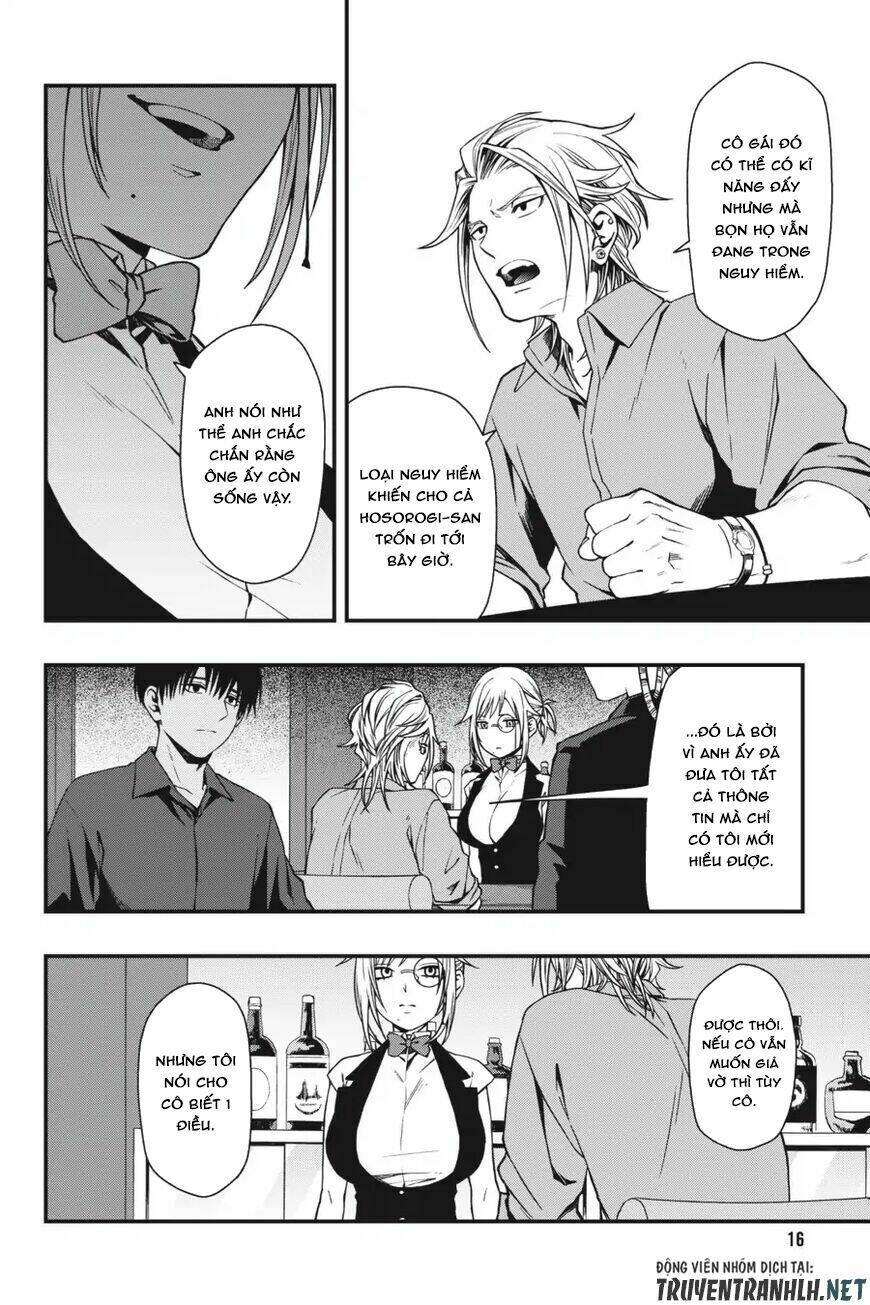 CÔ GÁI ĐÓ
CÓ THỂ CÓ KĨ
NĂNG ĐẤY
NHƯNG MÀ
BỌN HỌ VẪN
ĐANG TRONG
NGUY HIỂM.
LOẠI NGUY HIỂM
KHIẾN CHO CẢ
HOSOROGI-SAN
TRỐN ĐI TỚI
BÂY GIỜ.
ANH NÓI NHƯ
THỂ ANH CHẮC
CHẮN RẰNG
ÔNG ẤY CÒN
SỐNG VẬY.
...ĐÓ LÀ BỞI
VÌ ANH ẤY ĐÃ
ĐƯA TÔI TẤT
CẢ THÔNG
TIN MÀ CHỈ
CÓ TÔI MỚI
HIỂU ĐƯỢC.
ĐƯỢC THÔI.
NẾU CÔ VẪN
MUỐN GIẢ
VỜ THÌ TÙY
CÔ.
NHƯNG TÔI
NÓI CHO
CÔ BIẾT 1
ĐIỀU.
16
ĐỘNG VIÊN NHÓM DỊCH TẠI:
TRUYENTRANHLH.NET